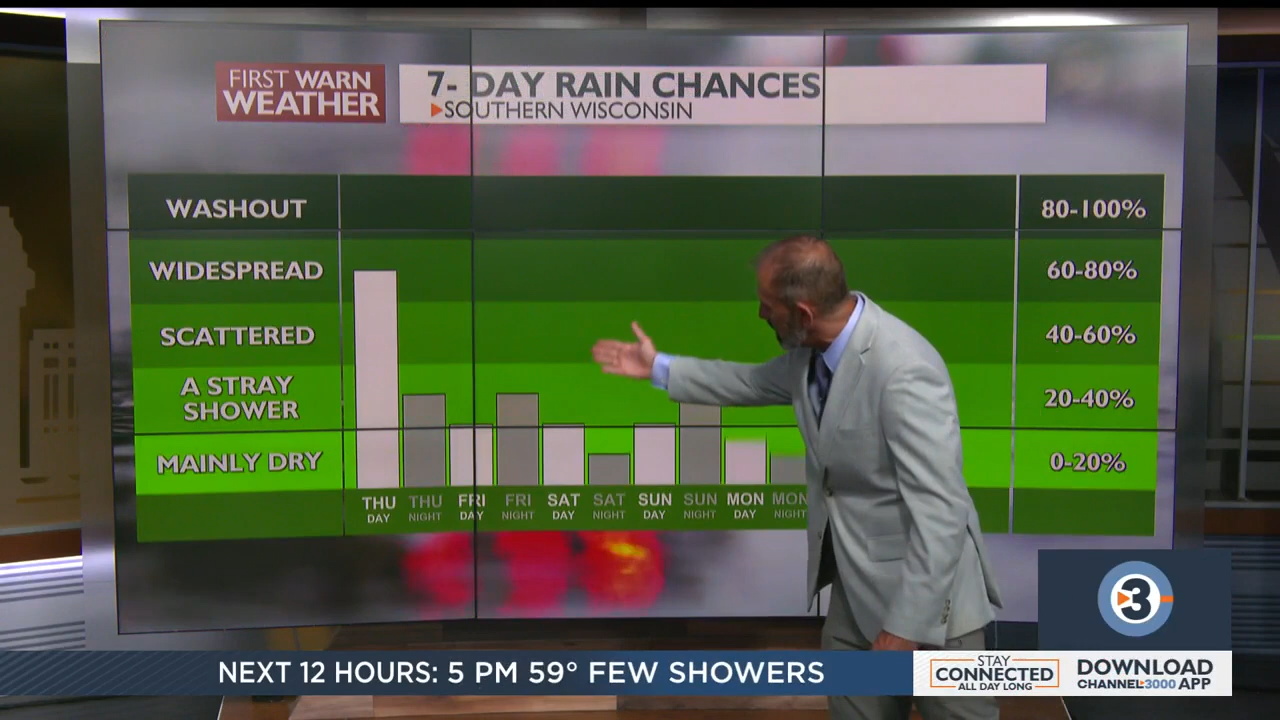 FIRST WARN
WEATHER
7- DAY RAIN CHANCES
SOUTHERN WISCONSIN
WASHOUT
80-100%
WIDESPREAD
60-80%
SCATTERED
40-60%
A STRAY
SHOWER
20-40%
MAINLY DRY
0-20%
THU THU FRI FRI SAT SAT SUN SUN MON MON
DAY NIGHT DAY NIGHT DAY NIGHT DAY NIGHT DAY NIGHT
3
NEXT 12 HOURS: 5 PM 59° FEW SHOWERS
STAY
CONNECTED
ALL DAY LONG
DOWNLOAD
CHANNEL3000 APP